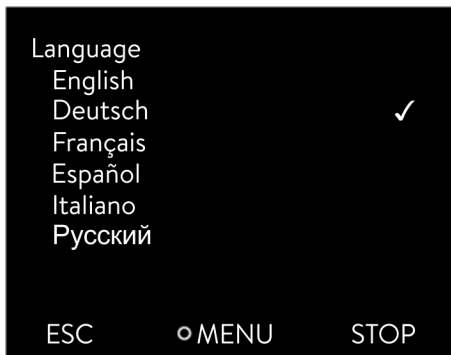 Language
English
Deutsch ✓
Français
Español
Italiano
Русский
ESC MENU STOP